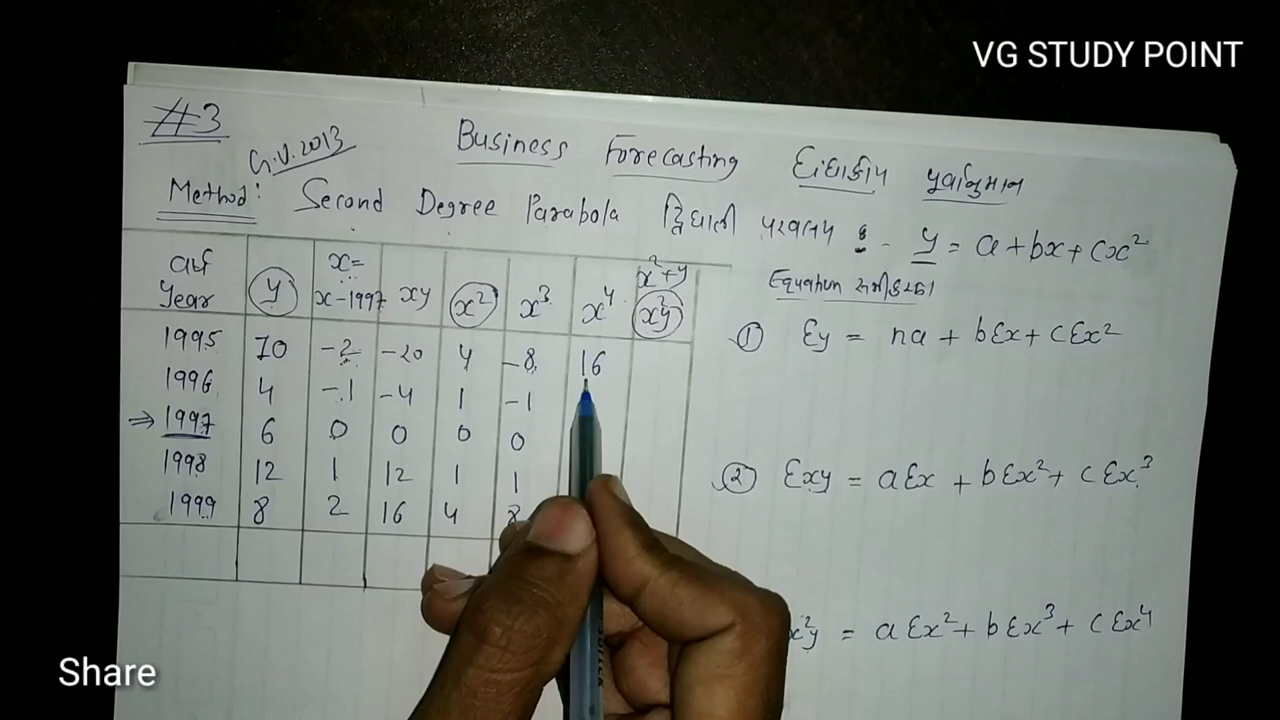 VG STUDY POINT
#3
G.U. 2013
Business Forecasting ધંધાકીય પૂર્વાનુમાન
Method: Second Degree Parabola દ્વિઘાતી પરવલય :- y = a + bx + cx²
વર્ષ Year y x= x-1997 xy x² x³ x⁴ x²+y x²y
1995 10 -2 -20 4 -8 16
1996 4 -1 -4 1 -1
⇒ 1997 6 0 0 0 0
1998 12 1 12 1 1
1999 8 2 16 4 8
Equation સમીકરણ
① Σy = na + bΣx + cΣx²
② Σxy = aΣx + bΣx² + cΣx³
x²y = aΣx² + bΣx³ + cΣx⁴
Share